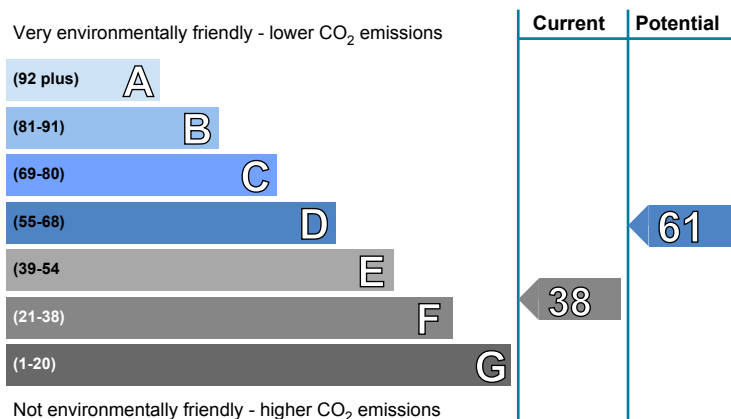 Current Potential
Very environmentally friendly - lower CO2 emissions
(92 plus) A
(81-91) B
(69-80) C
(55-68) D
61
(39-54 E
38
(21-38) F
(1-20) G
Not environmentally friendly - higher CO2 emissions